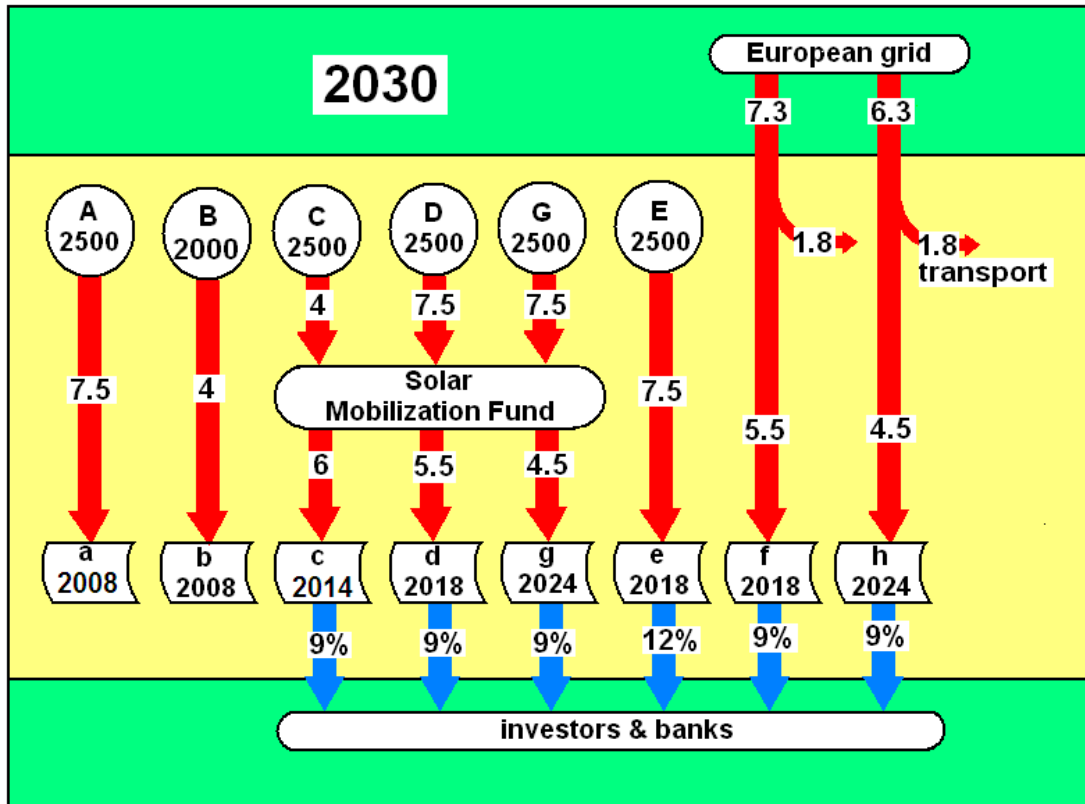 2030
European grid
7.3
6.3
A
2500
B
2000
C
2500
D
2500
G
2500
E
2500
1.8
1.8
transport
4
7.5
7.5
Solar
Mobilization Fund
7.5
4
7.5
5.5
4.5
6
5.5
4.5
a
2008
b
2008
c
2014
d
2018
g
2024
e
2018
f
2018
h
2024
9%
9%
9%
12%
9%
9%
investors & banks